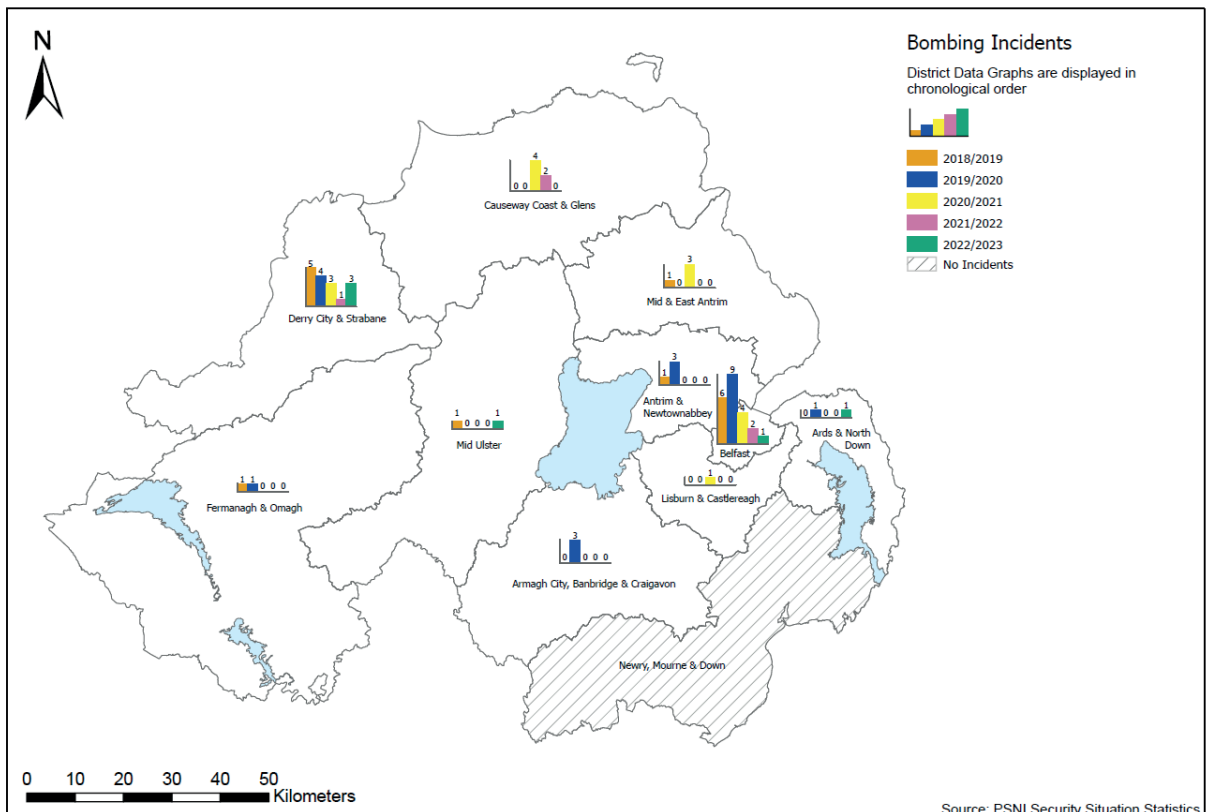 N
Bombing Incidents
District Data Graphs are displayed in
chronological order
2018/2019
2019/2020
2020/2021
2021/2022
2022/2023
No Incidents
0 0 4 2 0
Causeway Coast & Glens
5 4 3 1 3
Derry City & Strabane
1 0 3 0 0
Mid & East Antrim
1 3 0 0 0
Antrim &
Newtownabbey
6 9 4 2 1
Belfast
0 1 0 0 1
Ards & North
Down
1 0 0 0 1
Mid Ulster
0 0 1 0 0
Lisburn & Castlereagh
1 1 0 0 0
Fermanagh & Omagh
0 3 0 0 0
Armagh City, Banbridge & Craigavon
Newry, Mourne & Down
0 10 20 30 40 50
Kilometers
Source: PSNI Security Situation Statistics